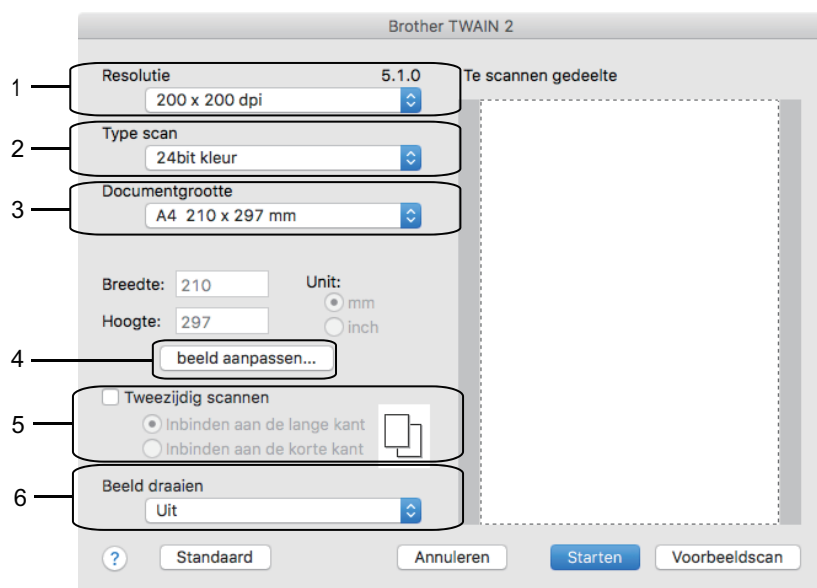 Brother TWAIN 2
1
Resolutie 5.1.0
200 x 200 dpi
2
Type scan
24bit kleur
3
Documentgrootte
A4 210 x 297 mm
Breedte: 210
Hoogte: 297
Unit:
mm
inch
4
beeld aanpassen...
5
Tweezijdig scannen
Inbinden aan de lange kant
Inbinden aan de korte kant
6
Beeld draaien
Uit
Te scannen gedeelte
? Standaard Annuleren Starten Voorbeeldscan